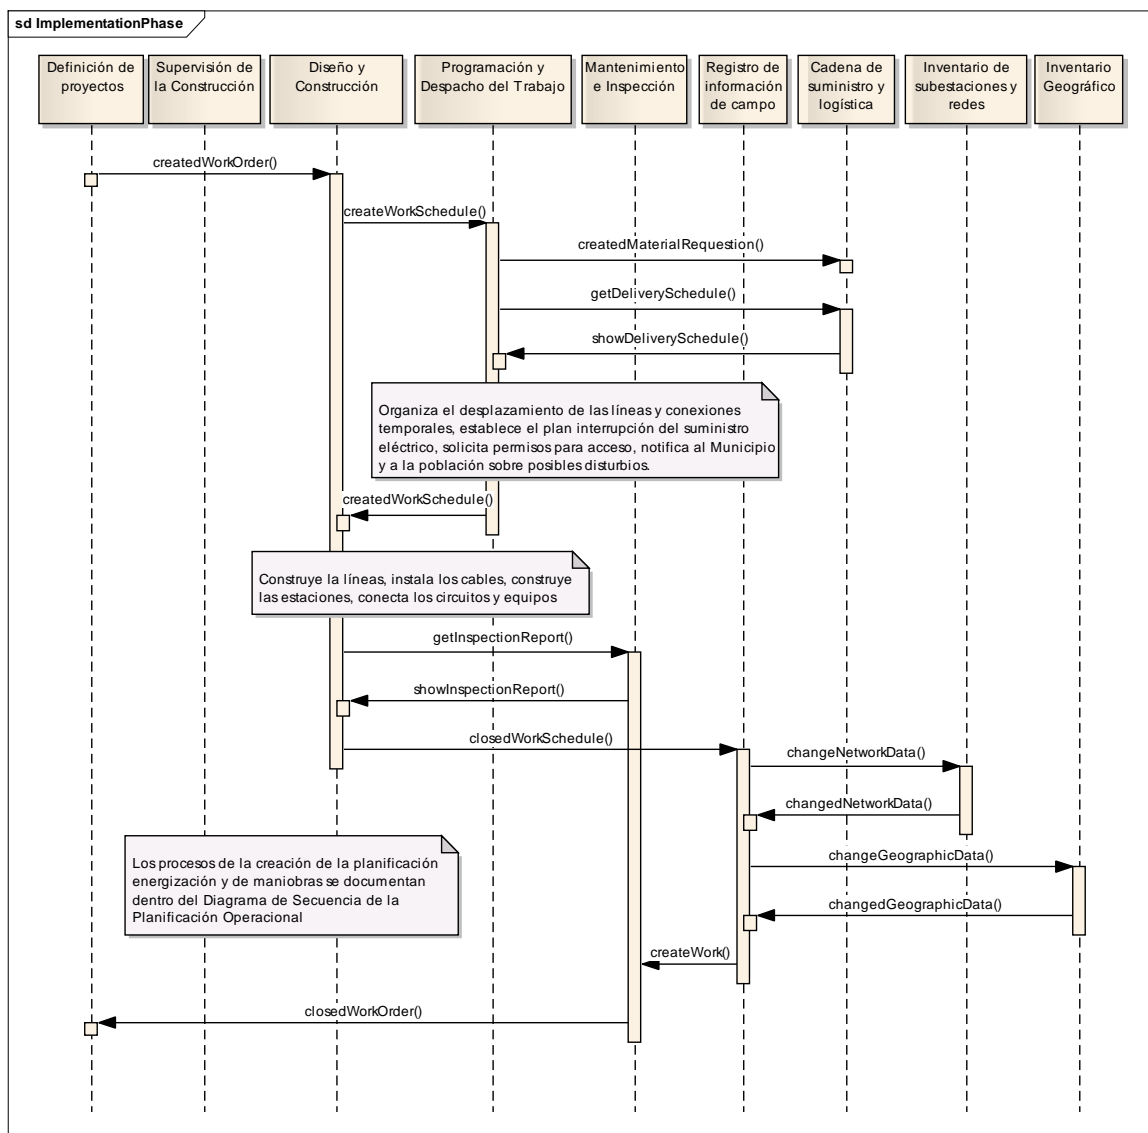 sd ImplementationPhase
Definición de
proyectos
Supervisión de
la Construcción
Diseño y
Construcción
Programación y
Despacho del Trabajo
Mantenimiento
e Inspección
Registro de
información
de campo
Cadena de
suministro y
logística
Inventario de
subestaciones y
redes
Inventario
Geográfico
createdWorkOrder()
createWorkSchedule()
createdMaterialRequestion()
getDeliverySchedule()
showDeliverySchedule()
Organiza el desplazamiento de las líneas y conexiones
temporales, establece el plan interrupción del suministro
eléctrico, solicita permisos para acceso, notifica al Municipio
y a la población sobre posibles disturbios.
createdWorkSchedule()
Construye la líneas, instala los cables, construye
las estaciones, conecta los circuitos y equipos
getInspectionReport()
showInspectionReport()
closedWorkSchedule()
changeNetworkData()
changedNetworkData()
Los procesos de la creación de la planificación
energización y de maniobras se documentan
dentro del Diagrama de Secuencia de la
Planificación Operacional
changeGeographicData()
changedGeographicData()
createWork()
closedWorkOrder()